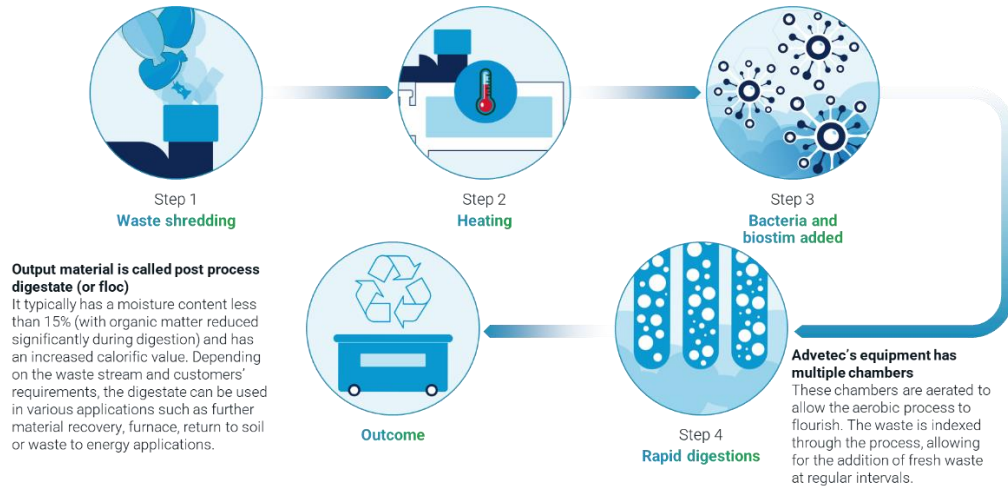 Step 1
Waste shredding
Step 2
Heating
Step 3
Bacteria and
biostim added
Advetec's equipment has
multiple chambers
These chambers are aerated to
allow the aerobic process to
flourish. The waste is indexed
through the process, allowing
for the addition of fresh waste
at regular intervals.
Step 4
Rapid digestions
Outcome
Output material is called post process
digestate (or floc)
It typically has a moisture content less
than 15% (with organic matter reduced
significantly during digestion) and has
an increased calorific value. Depending
on the waste stream and customers'
requirements, the digestate can be used
in various applications such as further
material recovery, furnace, return to soil
or waste to energy applications.